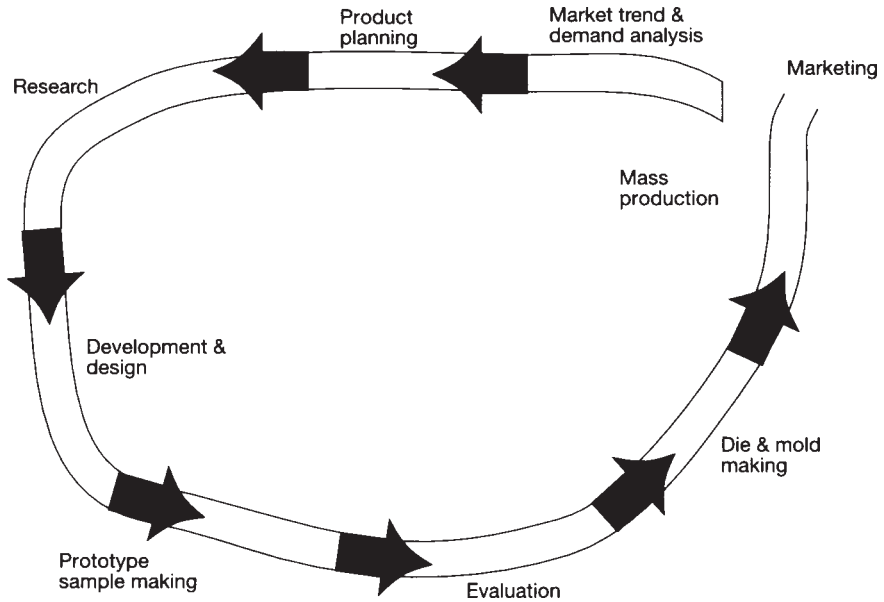 Market trend &
demand analysis
Product
planning
Research
Development &
design
Prototype
sample making
Evaluation
Die & mold
making
Mass
production
Marketing